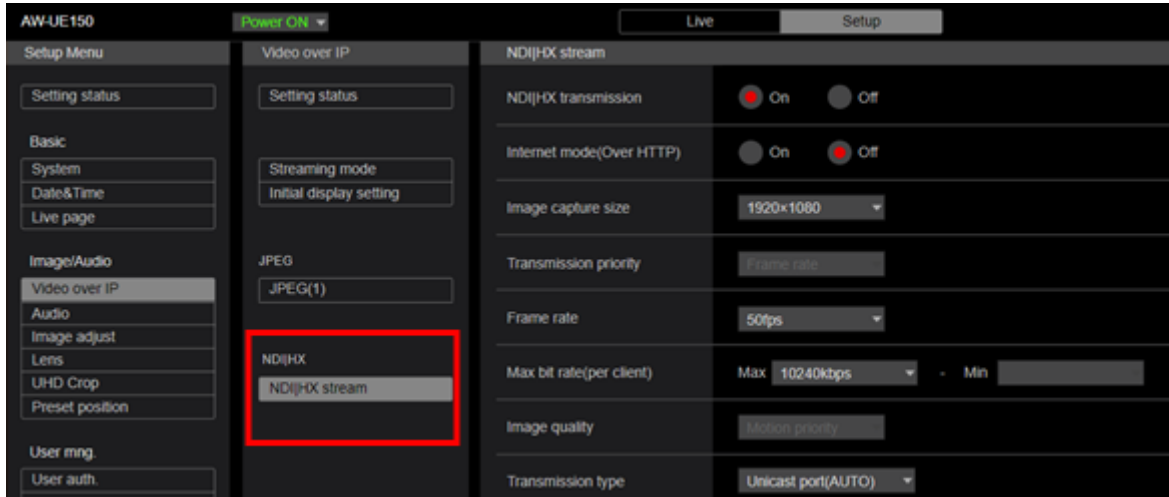 AW-UE150
Power ON
Live
Setup
Setup Menu
Setting status
Basic
System
Date&Time
Live page
Image/Audio
Video over IP
Audio
Image adjust
Lens
UHD Crop
Preset position
User mng.
User auth.
Video over IP
Setting status
Streaming mode
Initial display setting
JPEG
JPEG(1)
NDI|HX
NDI|HX stream
NDI|HX stream
NDI|HX transmission On Off
Internet mode(Over HTTP) On Off
Image capture size 1920×1080
Transmission priority Frame rate
Frame rate 50fps
Max bit rate(per client) Max 10240kbps - Min
Image quality Motion priority
Transmission type Unicast port(AUTO)